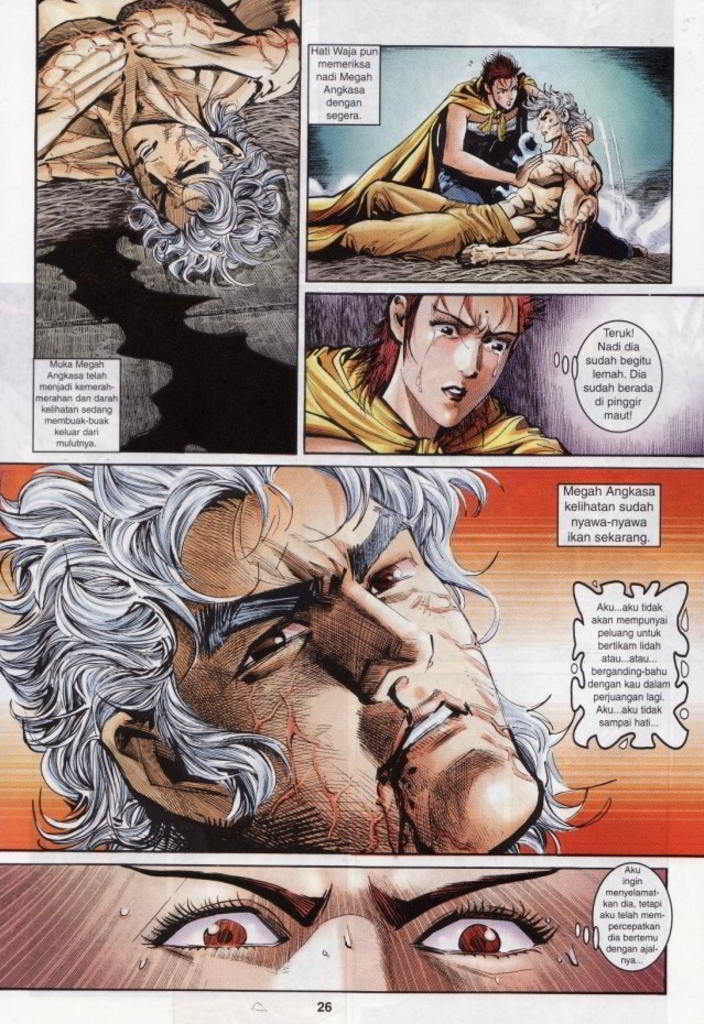 Muka Megah
Angkasa telah
menjadi kemerah-
merahan dan darah
kelihatan sedang
membuak-buak
keluar dari
mulutnya.
Hati Waja pun
memeriksa
nadi Megah
Angkasa
dengan
segera.
Teruk!
Nadi dia
sudah begitu
lemah. Dia
sudah berada
di pinggir
maut!
Megah Angkasa
kelihatan sudah
nyawa-nyawa
ikan sekarang.
Aku...aku tidak
akan mempunyai
peluang untuk
bertikam lidah
atau...atau...
berganding-bahu
dengan kau dalam
perjuangan lagi.
Aku...aku tidak
sampai hati...
Aku
ingin
menyelamat-
kan dia, tetapi
aku telah mem-
percepatkan
dia bertemu
dengan ajal-
nya...
26